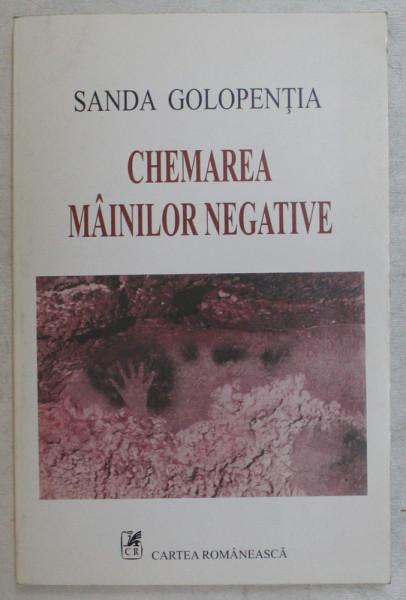 SANDA GOLOPENȚIA
CHEMAREA
MÂINILOR NEGATIVE
CR
CARTEA ROMÂNEASCĂ